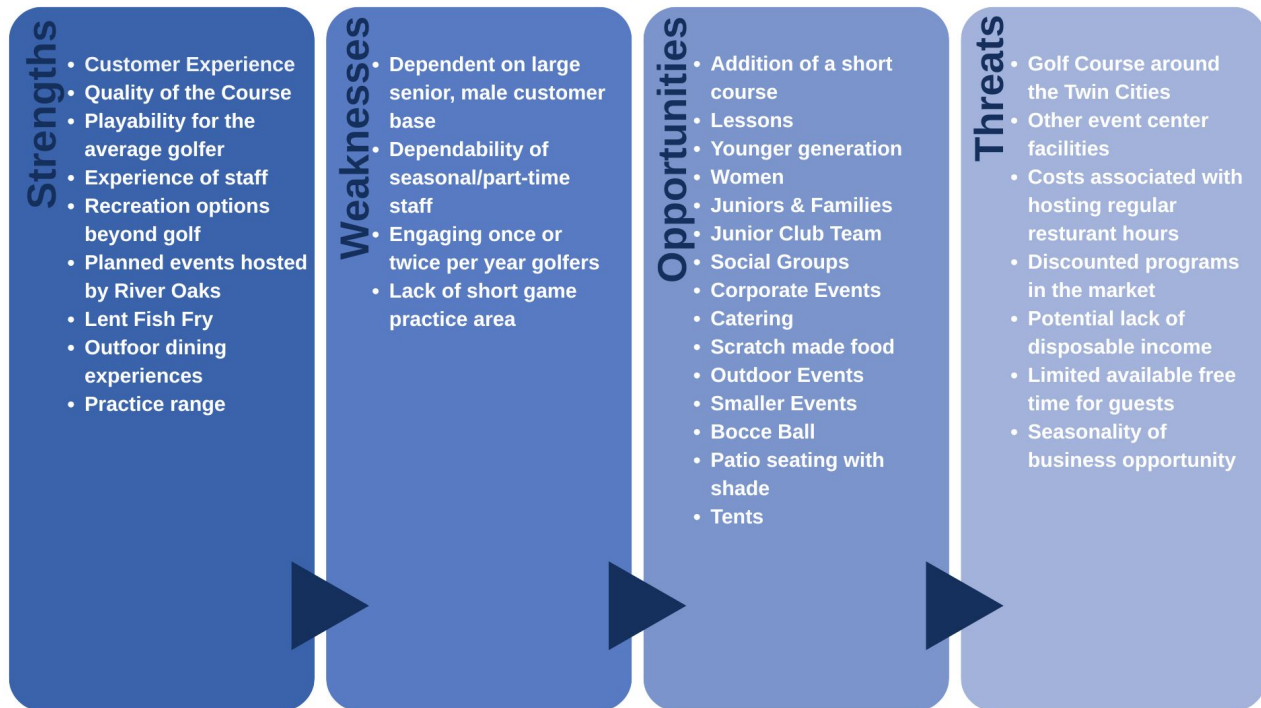 Strengths
• Customer Experience
• Quality of the Course
• Playability for the
average golfer
• Experience of staff
• Recreation options
beyond golf
• Planned events hosted
by River Oaks
• Lent Fish Fry
• Outfoor dining
experiences
• Practice range
Weaknesses
• Dependent on large
senior, male customer
base
• Dependability of
seasonal/part-time
staff
• Engaging once or
twice per year golfers
• Lack of short game
practice area
Opportunities
• Addition of a short
course
• Lessons
• Younger generation
• Women
• Juniors & Families
• Junior Club Team
• Social Groups
• Corporate Events
• Catering
• Scratch made food
• Outdoor Events
• Smaller Events
• Bocce Ball
• Patio seating with
shade
• Tents
Threats
• Golf Course around
the Twin Cities
• Other event center
facilities
• Costs associated with
hosting regular
resturant hours
• Discounted programs
in the market
• Potential lack of
disposable income
• Limited available free
time for guests
• Seasonality of
business opportunity